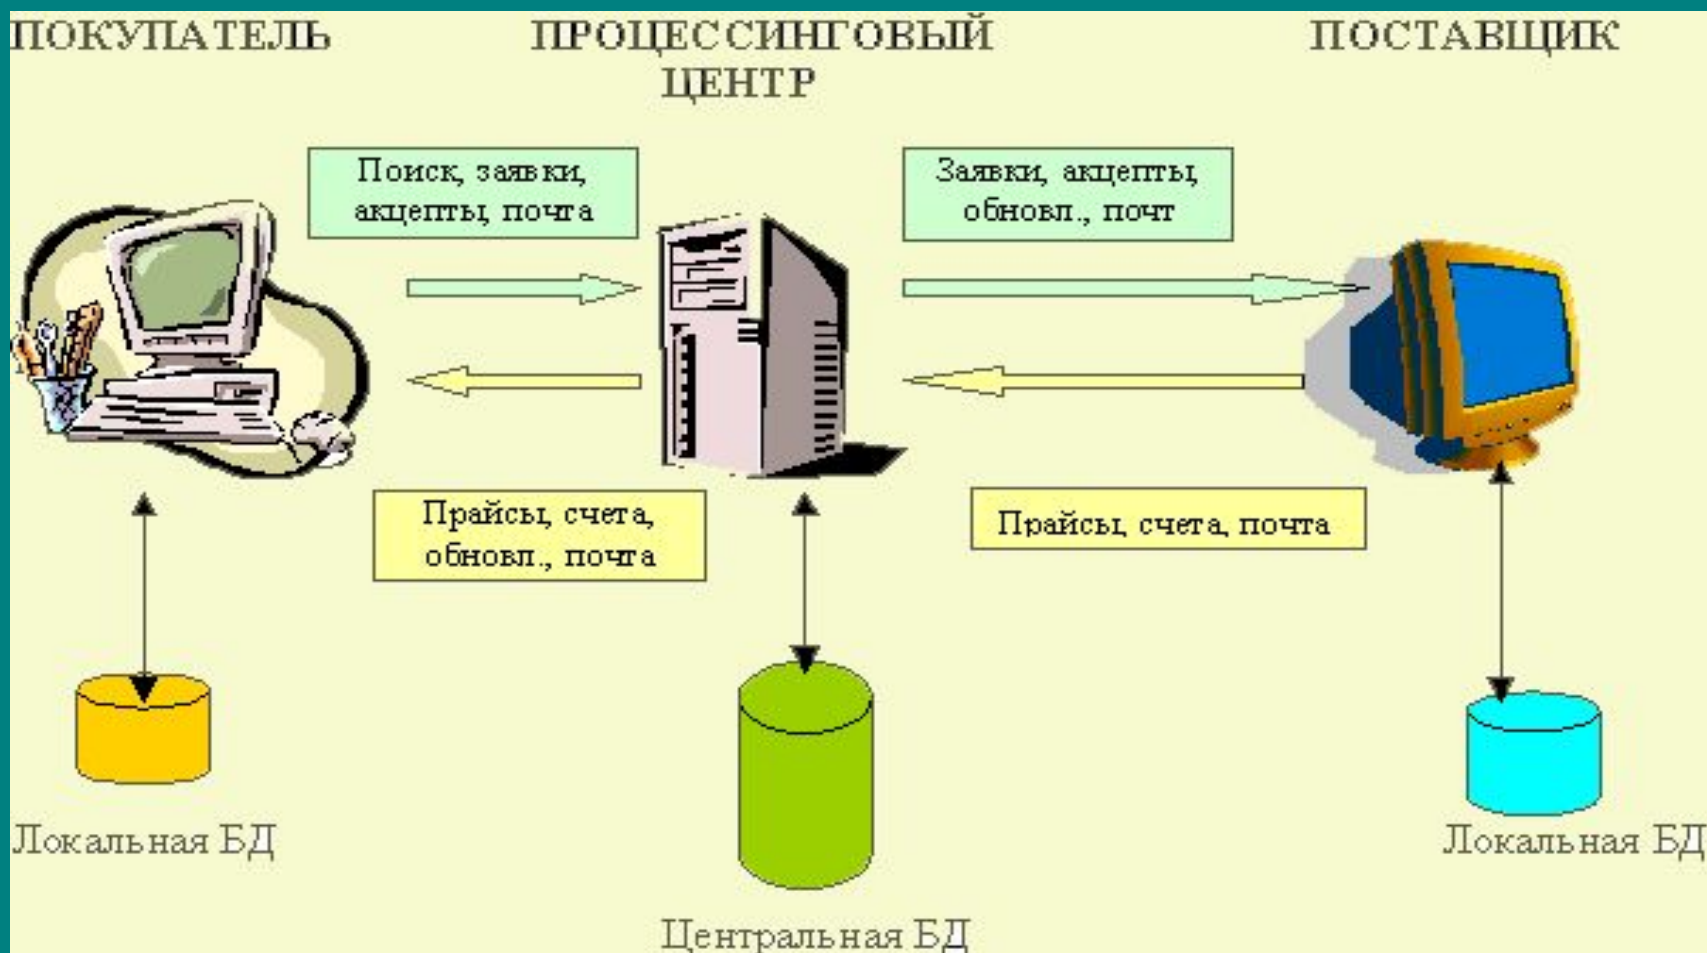 ПОКУПАТЕЛЬ
ПРОЦЕССИНГОВЫЙ
ЦЕНТР
ПОСТАВЩИК
Поиск, заявки,
акцепты, почта
Заявки, акцепты,
обновл., почт
Прайсы, счета,
обновл., почта
Прайсы, счета, почта
Локальная БД
Центральная БД
Локальная БД